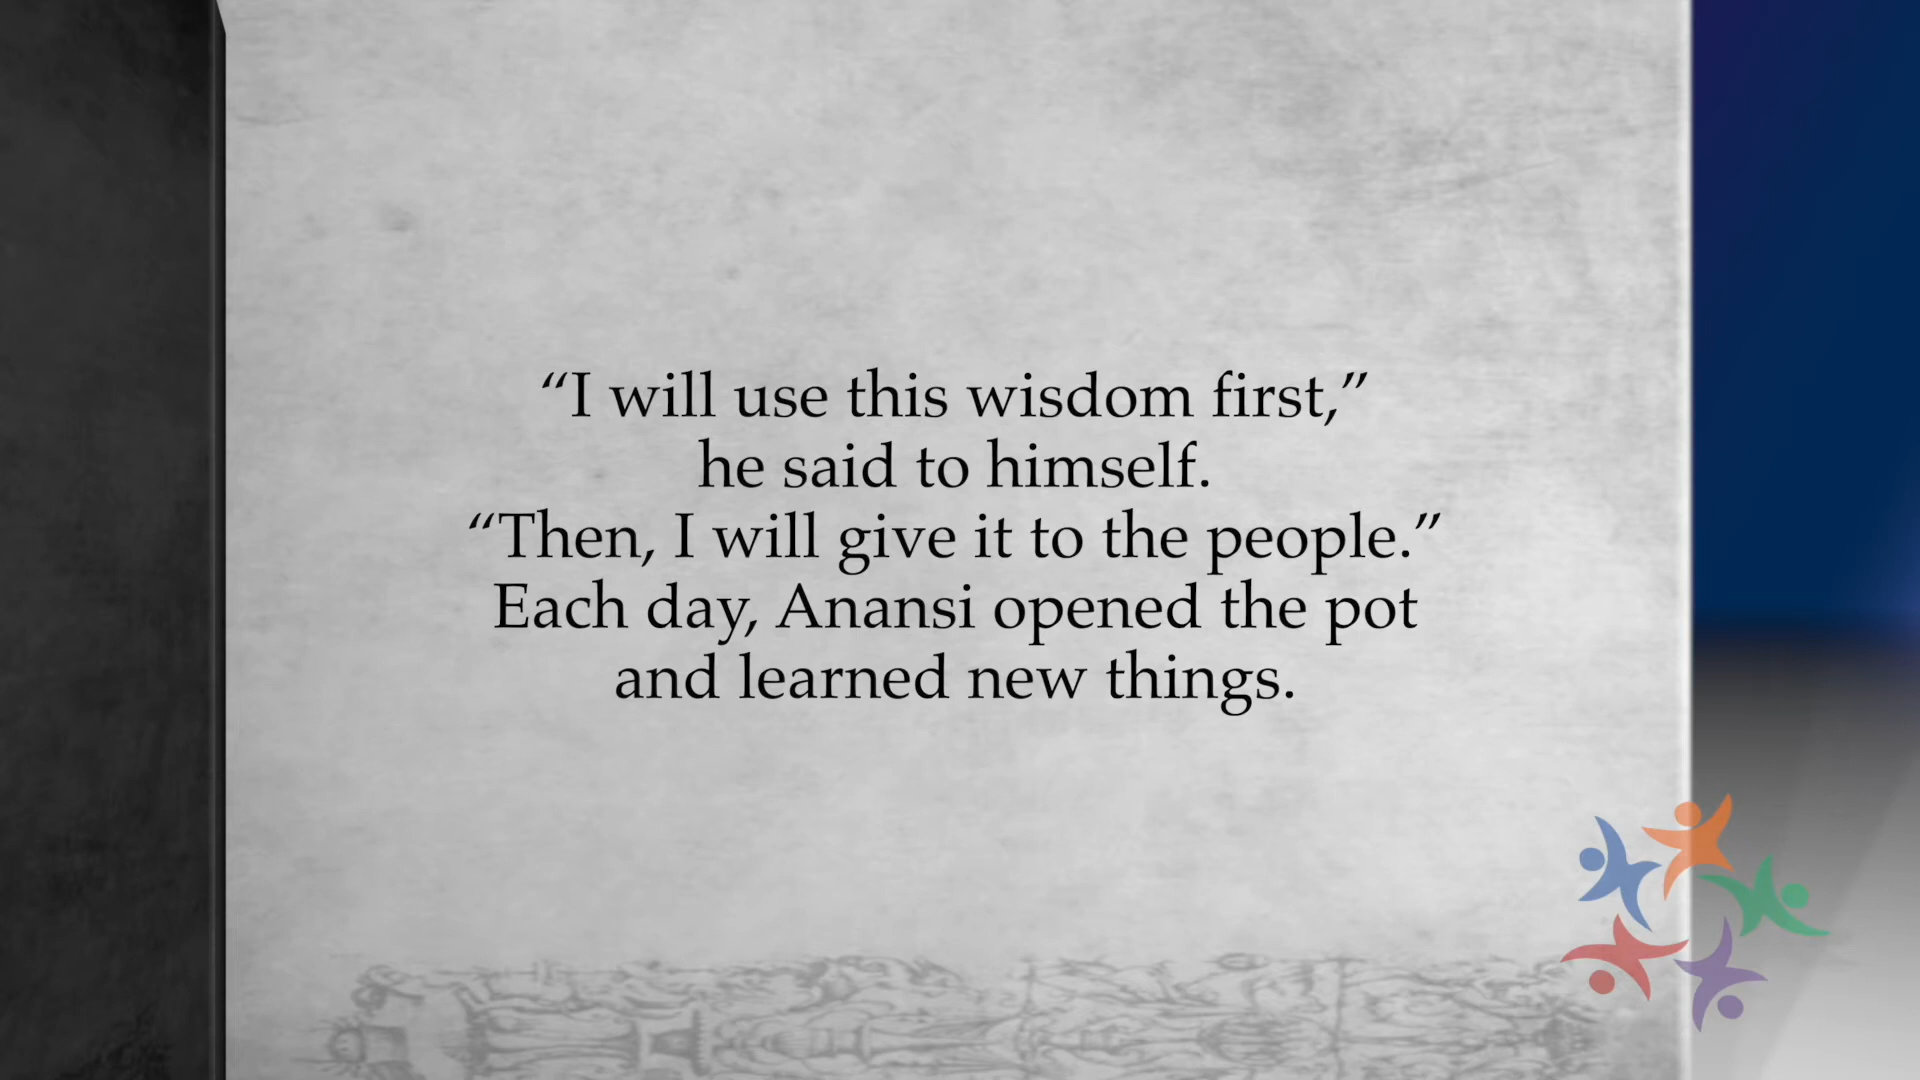 “I will use this wisdom first,”
he said to himself.
“Then, I will give it to the people.”
Each day, Anansi opened the pot
and learned new things.